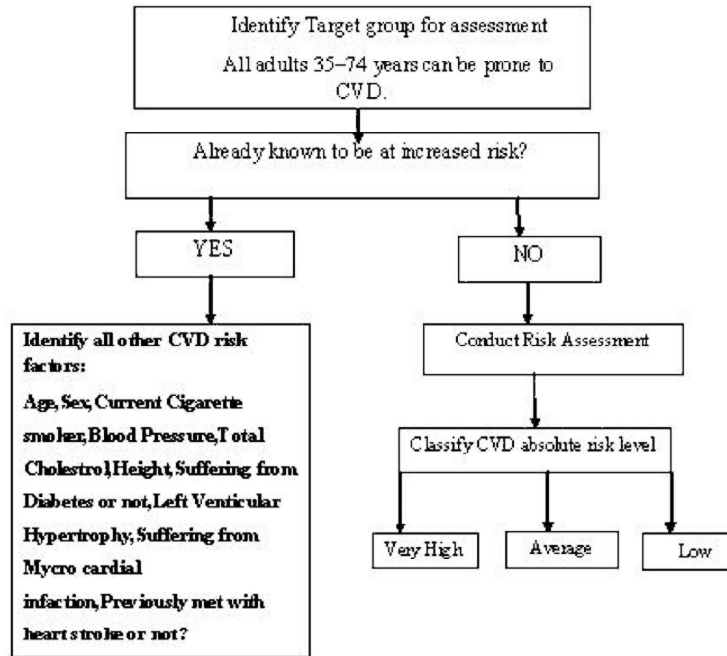 Identify Target group for assessment
All adults 35–74 years can be prone to
CVD.
Already known to be at increased risk?
YES
NO
Identify all other CVD risk
factors:
Age,Sex,Current Cigarette
smoker,Blood Pressure,Total
Cholestrol,Height,Suffering from
Diabetes or not,Left Venticular
Hypertrophy,Suffering from
Mycro cardial
infaction,Previously met with
heart stroke or not?
Conduct Risk Assessment
Classify CVD absolute risk level
Very High
Average
Low